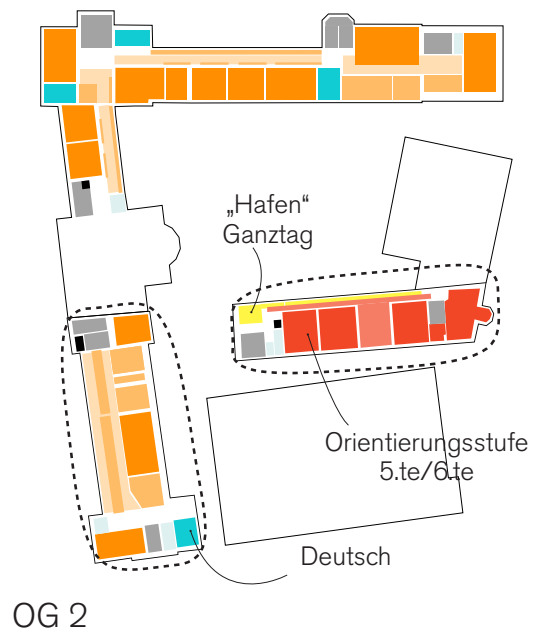 „Hafen“
Ganztag
Orientierungsstufe
5.te/6.te
Deutsch
OG 2